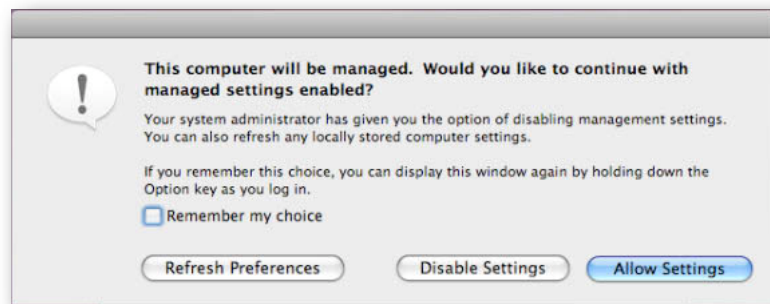 This computer will be managed.  Would you like to continue with
managed settings enabled?
Your system administrator has given you the option of disabling management settings.
You can also refresh any locally stored computer settings.
If you remember this choice, you can display this window again by holding down the
Option key as you log in.
Remember my choice
Refresh Preferences
Disable Settings
Allow Settings